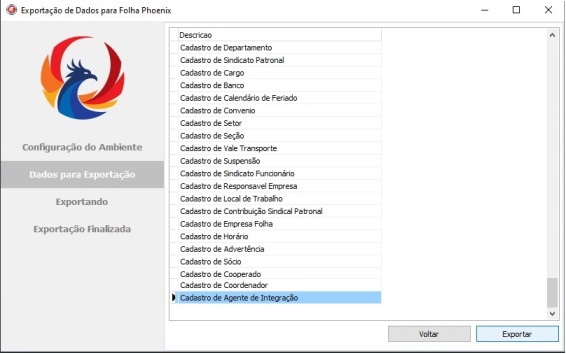 Exportação de Dados para Folha Phoenix
Configuração do Ambiente
Dados para Exportação
Exportando
Exportação Finalizada
Descricao
Cadastro de Departamento
Cadastro de Sindicato Patronal
Cadastro de Cargo
Cadastro de Banco
Cadastro de Calendário de Feriado
Cadastro de Convenio
Cadastro de Setor
Cadastro de Seção
Cadastro de Vale Transporte
Cadastro de Suspensão
Cadastro de Sindicato Funcionário
Cadastro de Responsavel Empresa
Cadastro de Local de Trabalho
Cadastro de Contribuição Sindical Patronal
Cadastro de Empresa Folha
Cadastro de Horário
Cadastro de Advertência
Cadastro de Sócio
Cadastro de Cooperado
Cadastro de Coordenador
Cadastro de Agente de Integração
Voltar
Exportar